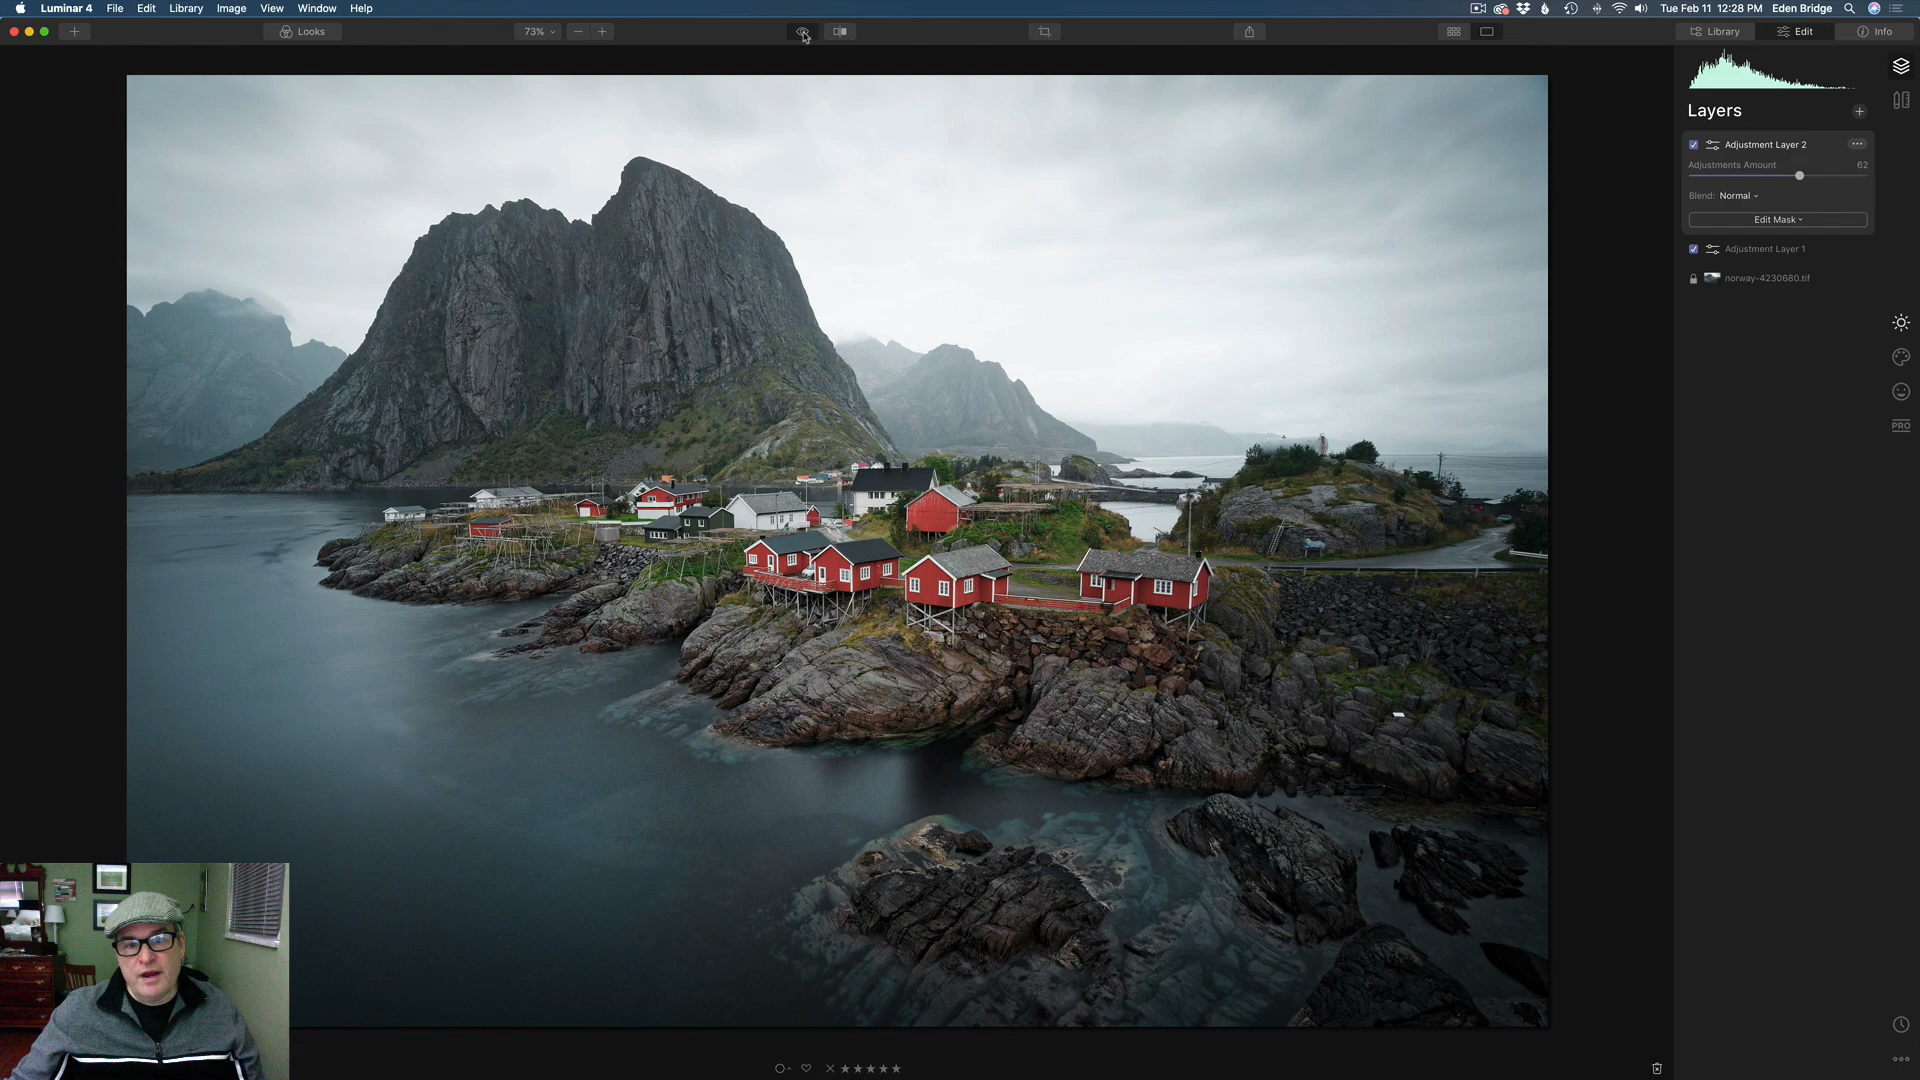 Luminar 4 File Edit Library Image View Window Help
Tue Feb 11 12:28 PM Eden Bridge
Looks
73%
Library
Edit
Info
Layers
Adjustment Layer 2
Adjustments Amount 62
Blend: Normal
Edit Mask
Adjustment Layer 1
norway-4230680.tif
PRO